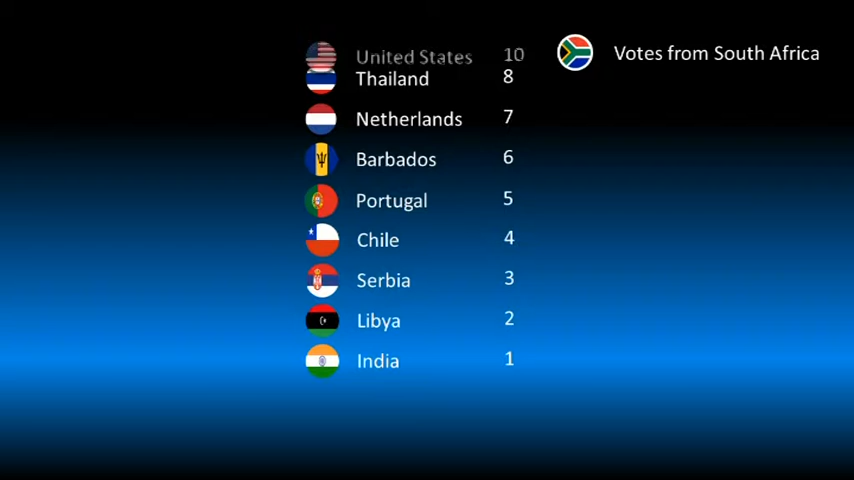 United States 10
Votes from South Africa
Thailand 8
Netherlands 7
Barbados 6
Portugal 5
Chile 4
Serbia 3
Libya 2
India 1